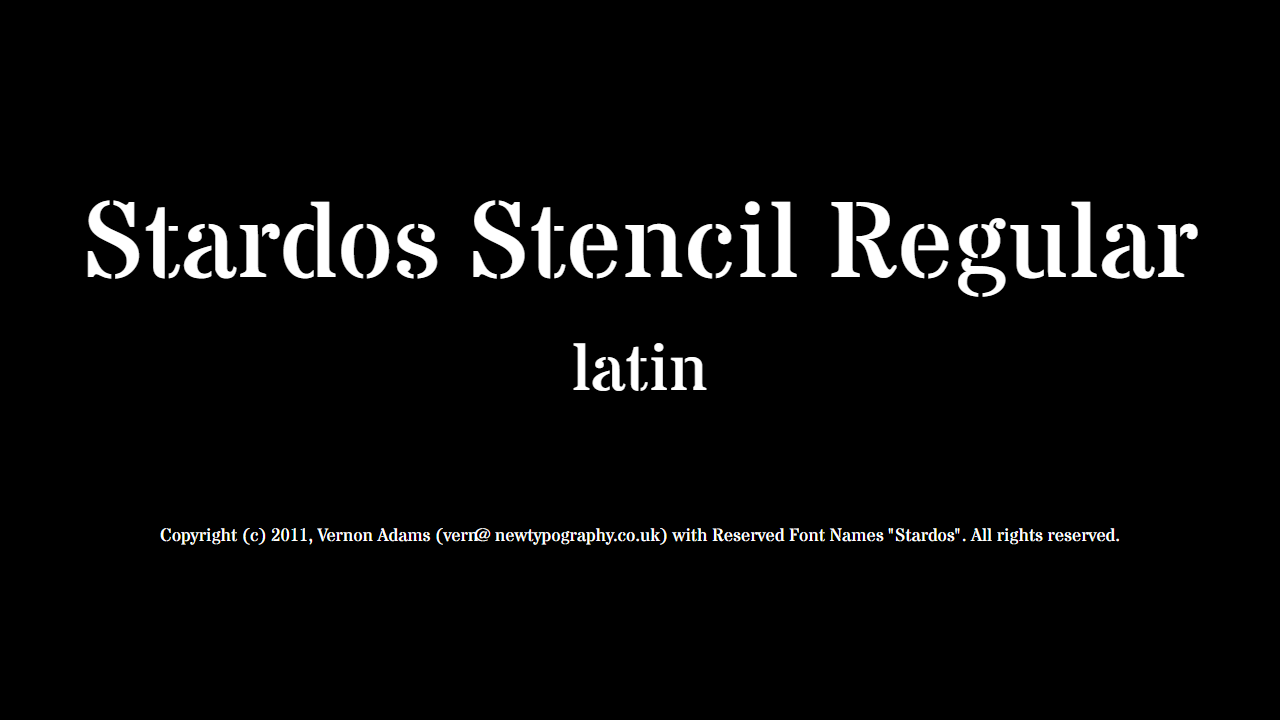 Stardos Stencil Regular
latin
Copyright (c) 2011, Vernon Adams (vern@ newtypography.co.uk) with Reserved Font Names "Stardos". All rights reserved.